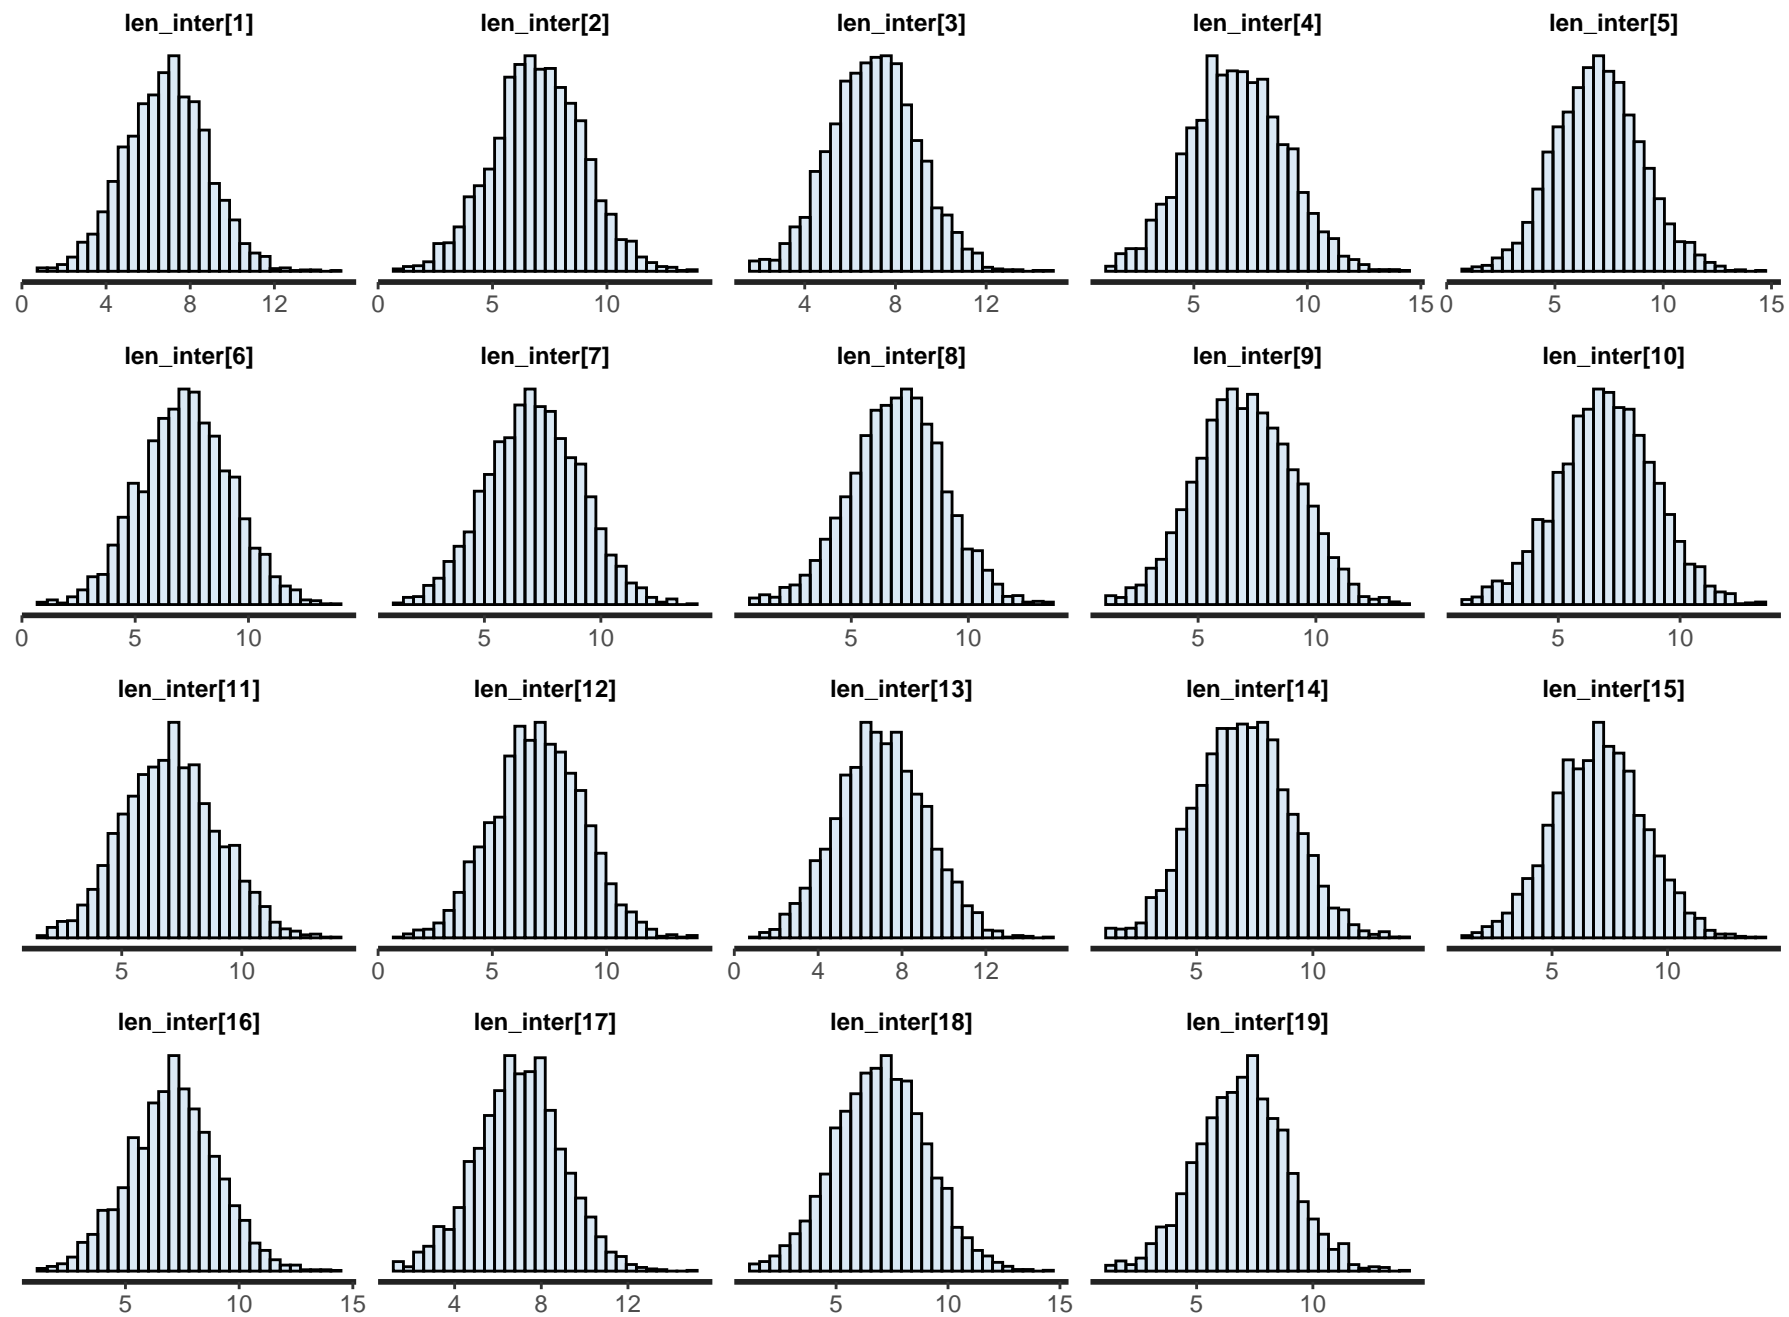 len_inter[1] len_inter[2] len_inter[3] len_inter[4] len_inter[5]
0 4 8 12 0 5 10 4 8 12 5 10 15 0 5 10 15
len_inter[6] len_inter[7] len_inter[8] len_inter[9] len_inter[10]
0 5 10 5 10 5 10 5 10 5 10
len_inter[11] len_inter[12] len_inter[13] len_inter[14] len_inter[15]
5 10 0 5 10 0 4 8 12 5 10 5 10
len_inter[16] len_inter[17] len_inter[18] len_inter[19]
5 10 15 4 8 12 5 10 15 5 10